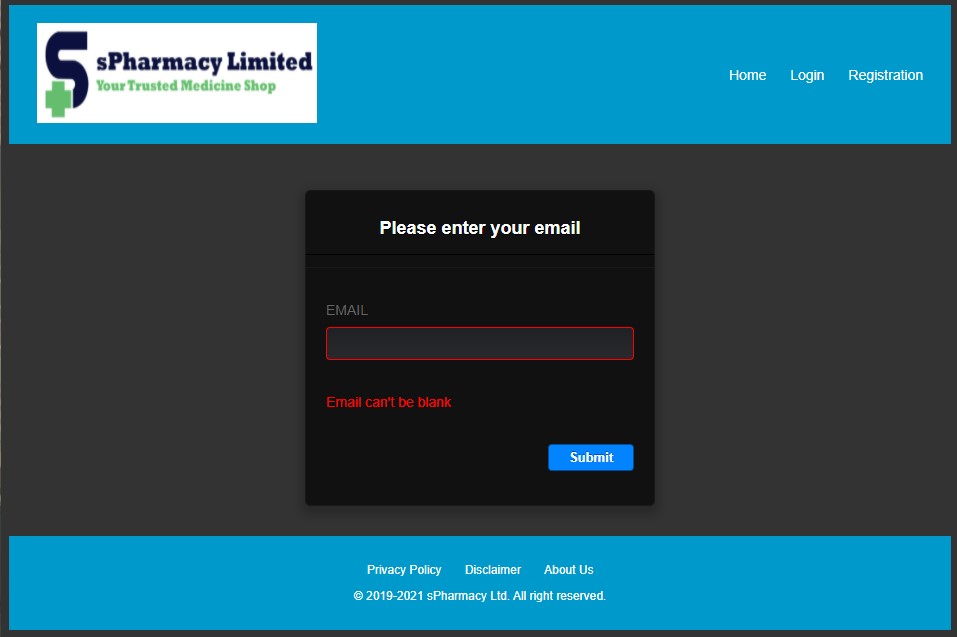 sPharmacy Limited
Your Trusted Medicine Shop
Home Login Registration
Please enter your email
EMAIL
Email can't be blank
Submit
Privacy Policy Disclaimer About Us
© 2019-2021 sPharmacy Ltd. All right reserved.